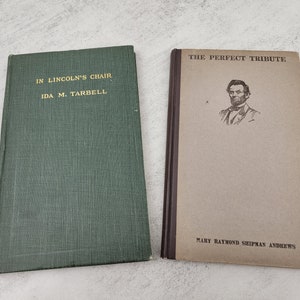 IN LINCOLN'S CHAIR
IDA M. TARBELL
THE PERFECT TRIBUTE
MARY RAYMOND SHIPMAN ANDREWS